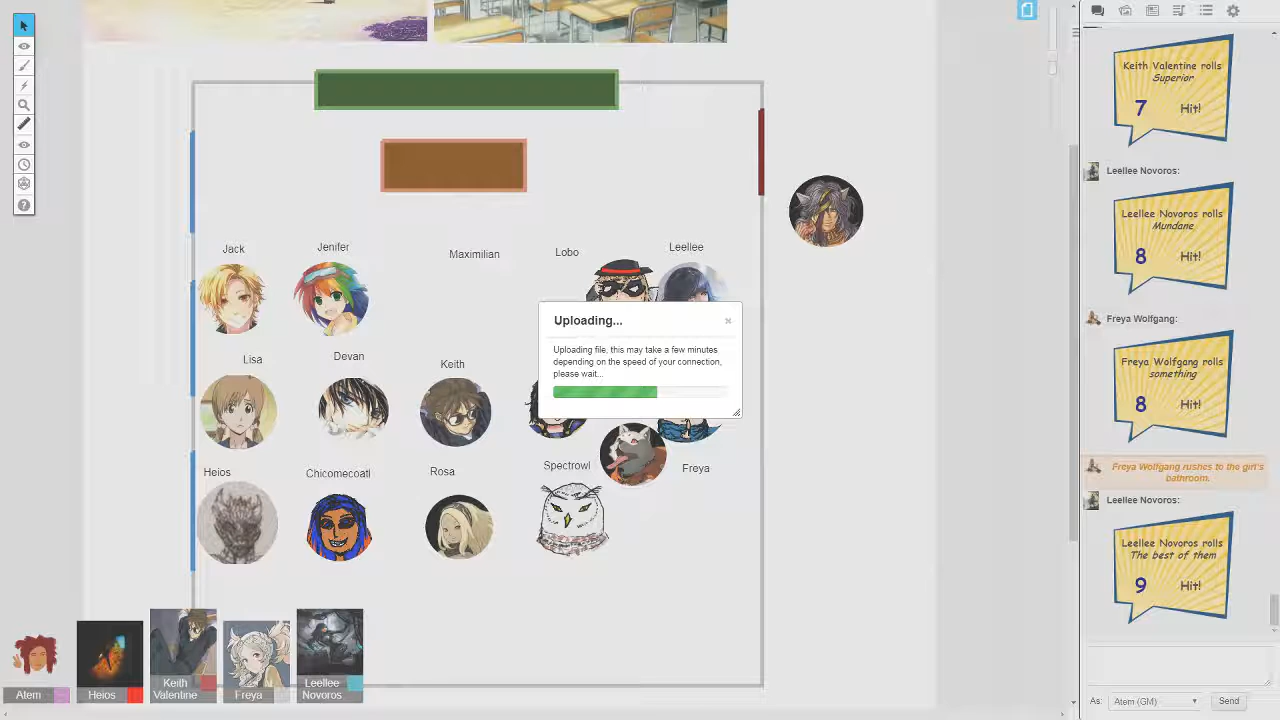 Jack
Jenifer
Maximilian
Lobo
Leellee
Lisa
Devan
Keith
Heios
Chicomecoatl
Rosa
Spectrowl
Freya
Uploading...
×
Uploading file, this may take a few minutes
depending on the speed of your connection,
please wait...
Atem
Heios
Keith
Valentine
Freya
Leellee
Novoros
Keith Valentine rolls
Superior
7 Hit!
Leellee Novoros:
Leellee Novoros rolls
Mundane
8 Hit!
Freya Wolfgang:
Freya Wolfgang rolls
something
8 Hit!
Freya Wolfgang rushes to the girl's
bathroom.
Leellee Novoros:
Leellee Novoros rolls
The best of them
9 Hit!
As: Atem (GM) Send